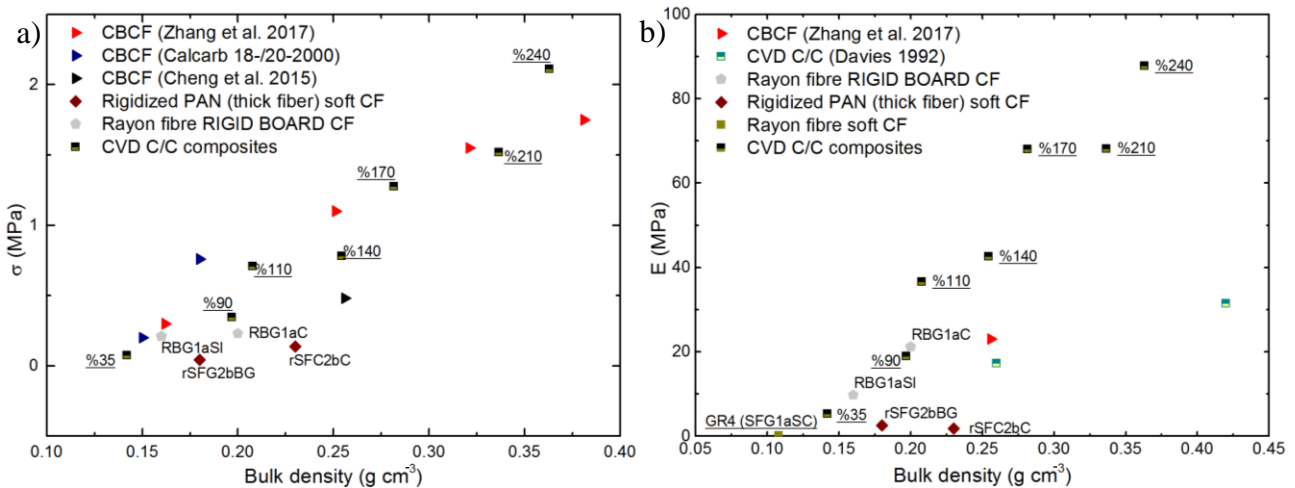 a)
CBCF (Zhang et al. 2017)
CBCF (Calcarb 18-/20-2000)
CBCF (Cheng et al. 2015)
Rigidized PAN (thick fiber) soft CF
Rayon fibre RIGID BOARD CF
CVD C/C composites
%240
%210
%170
%140
%110
%90
RBG1aC
RBG1aSI
%35
rSFG2bBG
rSFC2bC
σ (MPa)
2
1
0
0.10 0.15 0.20 0.25 0.30 0.35 0.40
Bulk density (g cm⁻³)
b)
CBCF (Zhang et al. 2017)
CVD C/C (Davies 1992)
Rayon fibre RIGID BOARD CF
Rigidized PAN (thick fiber) soft CF
Rayon fibre soft CF
CVD C/C composites
%240
%170
%210
%140
%110
RBG1aC
%90
RBG1aSI
rSFG2bBG
GR4 (SFG1aSC)
%35
rSFC2bC
E (MPa)
100
80
60
40
20
0
0.05 0.10 0.15 0.20 0.25 0.30 0.35 0.40 0.45
Bulk density (g cm⁻³)